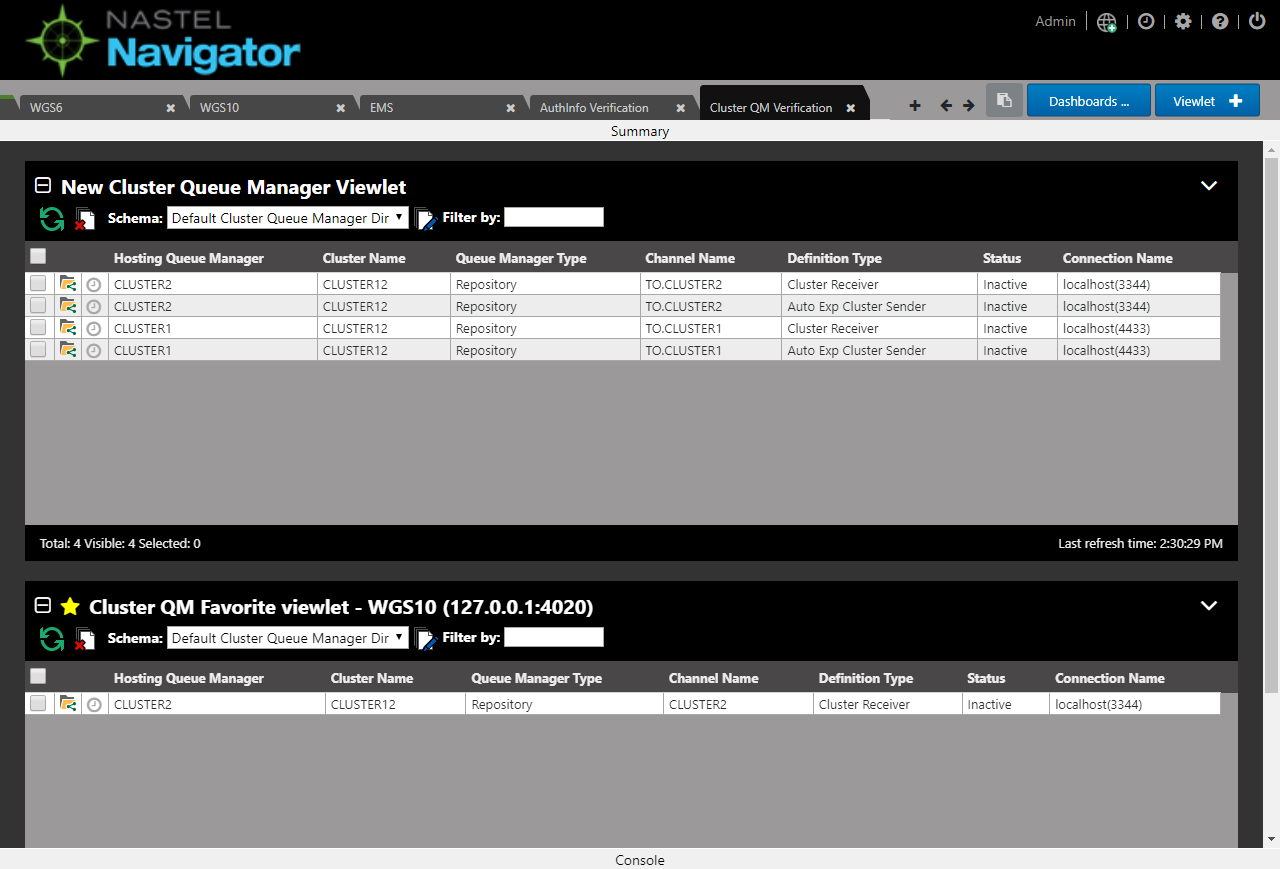 NASTEL
Navigator
Admin
WGS6 WGS10 EMS AuthInfo Verification Cluster QM Verification Dashboards ... Viewlet
Summary
New Cluster Queue Manager Viewlet
Schema: Default Cluster Queue Manager Dir Filter by:
Hosting Queue Manager Cluster Name Queue Manager Type Channel Name Definition Type Status Connection Name
CLUSTER2 CLUSTER12 Repository TO.CLUSTER2 Cluster Receiver Inactive localhost(3344)
CLUSTER2 CLUSTER12 Repository TO.CLUSTER2 Auto Exp Cluster Sender Inactive localhost(3344)
CLUSTER1 CLUSTER12 Repository TO.CLUSTER1 Cluster Receiver Inactive localhost(4433)
CLUSTER1 CLUSTER12 Repository TO.CLUSTER1 Auto Exp Cluster Sender Inactive localhost(4433)
Total: 4 Visible: 4 Selected: 0 Last refresh time: 2:30:29 PM
Cluster QM Favorite viewlet - WGS10 (127.0.0.1:4020)
Schema: Default Cluster Queue Manager Dir Filter by:
Hosting Queue Manager Cluster Name Queue Manager Type Channel Name Definition Type Status Connection Name
CLUSTER2 CLUSTER12 Repository CLUSTER2 Cluster Receiver Inactive localhost(3344)
Console